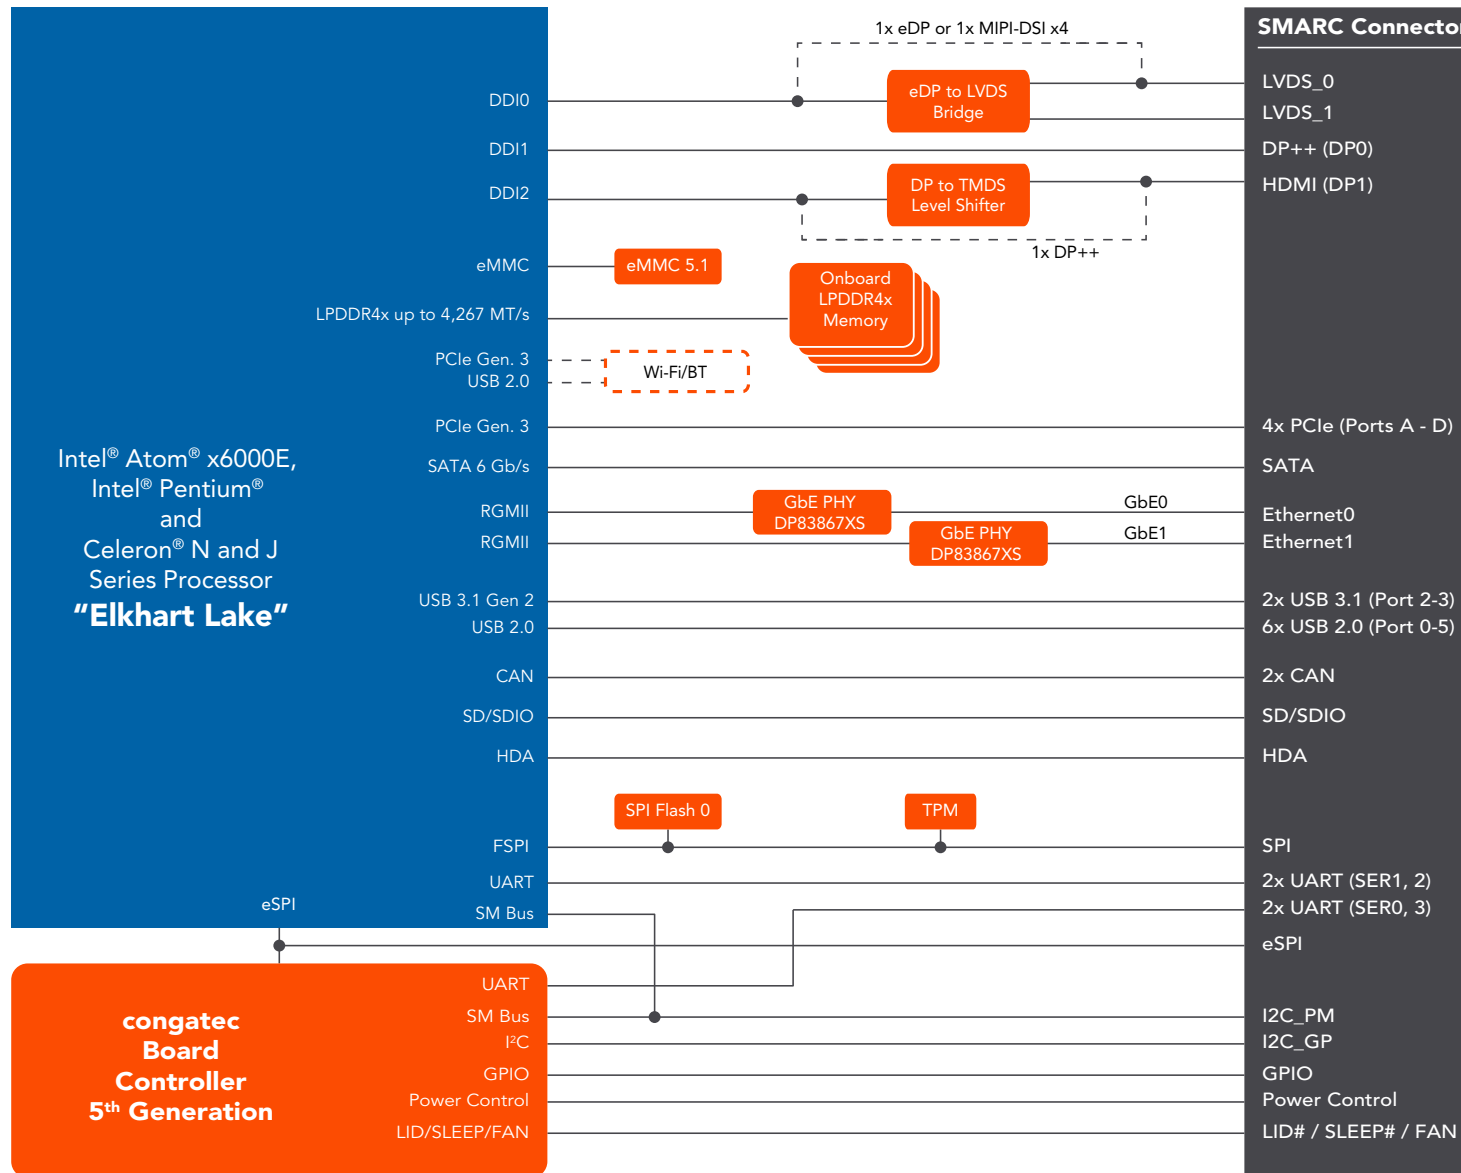 1x eDP or 1x MIPI-DSI x4
SMARC Connector
DDI0
eDP to LVDS
Bridge
LVDS_0
LVDS_1
DDI1
DP++ (DP0)
DDI2
DP to TMDS
Level Shifter
HDMI (DP1)
1x DP++
eMMC
eMMC 5.1
LPDDR4x up to 4,267 MT/s
Onboard
LPDDR4x
Memory
PCIe Gen. 3
USB 2.0
Wi-Fi/BT
PCIe Gen. 3
4x PCIe (Ports A - D)
SATA 6 Gb/s
SATA
RGMII
GbE PHY
DP83867XS
GbE0
Ethernet0
RGMII
GbE PHY
DP83867XS
GbE1
Ethernet1
Intel® Atom® x6000E,
Intel® Pentium®
and
Celeron® N and J
Series Processor
"Elkhart Lake"
USB 3.1 Gen 2
2x USB 3.1 (Port 2-3)
USB 2.0
6x USB 2.0 (Port 0-5)
CAN
2x CAN
SD/SDIO
SD/SDIO
HDA
HDA
SPI Flash 0
TPM
FSPI
SPI
UART
2x UART (SER1, 2)
eSPI
SM Bus
2x UART (SER0, 3)
eSPI
congatec
Board
Controller
5th Generation
UART
SM Bus
I2C_PM
I²C
I2C_GP
GPIO
GPIO
Power Control
Power Control
LID/SLEEP/FAN
LID# / SLEEP# / FAN